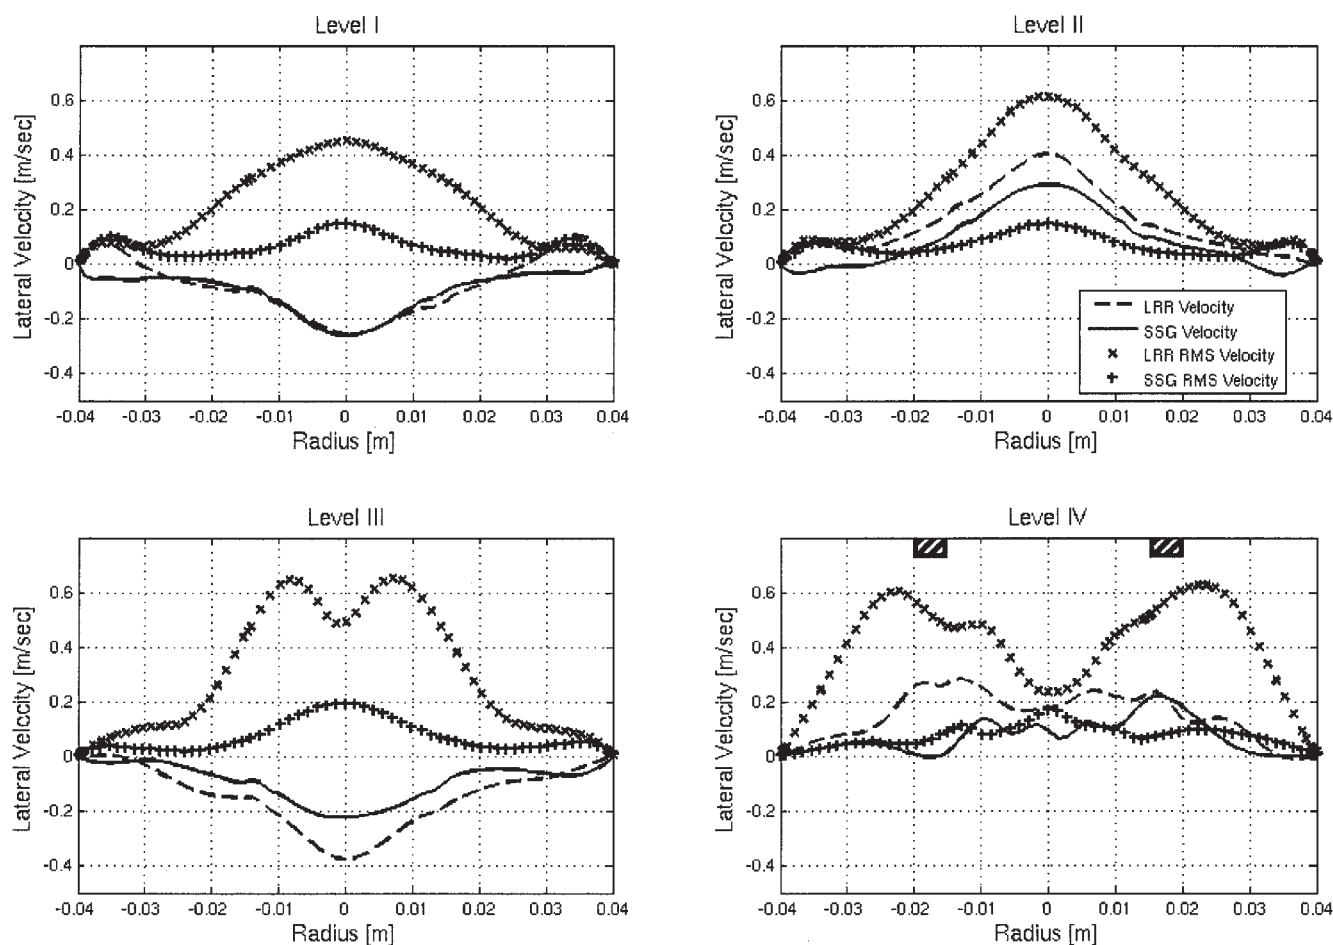 Level I
Lateral Velocity [m/sec]
0.6
0.4
0.2
0
-0.2
-0.4
-0.04 -0.03 -0.02 -0.01 0 0.01 0.02 0.03 0.04
Radius [m]
Level II
Lateral Velocity [m/sec]
0.6
0.4
0.2
0
-0.2
-0.4
LRR Velocity
SSG Velocity
LRR RMS Velocity
SSG RMS Velocity
-0.04 -0.03 -0.02 -0.01 0 0.01 0.02 0.03 0.04
Radius [m]
Level III
Lateral Velocity [m/sec]
0.6
0.4
0.2
0
-0.2
-0.4
-0.04 -0.03 -0.02 -0.01 0 0.01 0.02 0.03 0.04
Radius [m]
Level IV
Lateral Velocity [m/sec]
0.6
0.4
0.2
0
-0.2
-0.4
-0.04 -0.03 -0.02 -0.01 0 0.01 0.02 0.03 0.04
Radius [m]